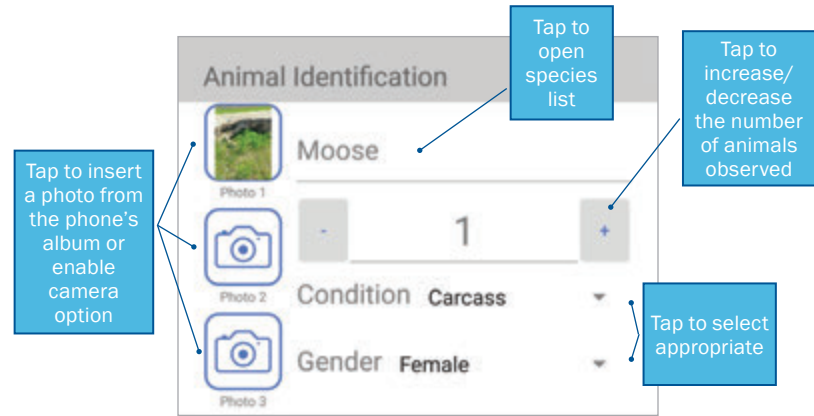 Animal Identification
Tap to
open
species
list
Tap to
increase/
decrease
the number
of animals
observed
Tap to insert
a photo from
the phone's
album or
enable
camera
option
Photo 1
Moose
- 1 +
Photo 2
Condition Carcass
Photo 3
Gender Female
Tap to select
appropriate